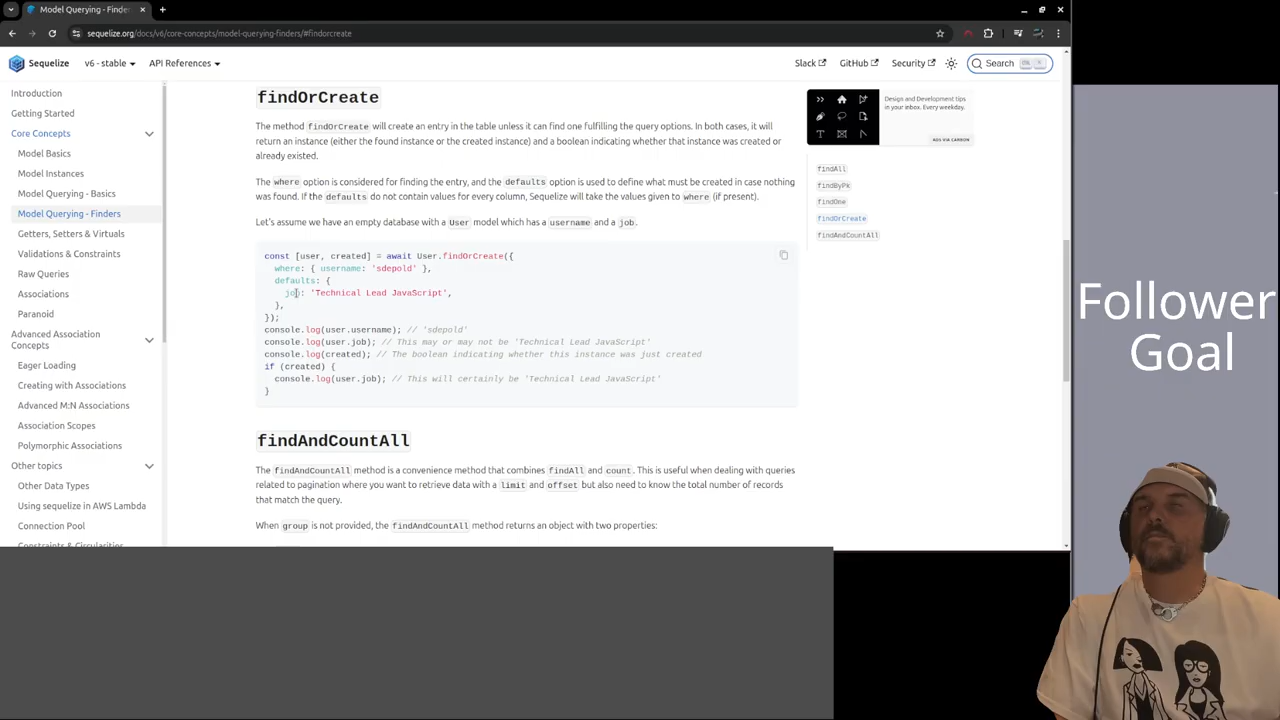 Model Querying - Finders
sequelize.org/docs/v6/core-concepts/model-querying-finders/#findorcreate
Sequelize
v6 - stable
API References
Slack
GitHub
Security
Search
Introduction
Getting Started
Core Concepts
Model Basics
Model Instances
Model Querying - Basics
Model Querying - Finders
Getters, Setters & Virtuals
Validations & Constraints
Raw Queries
Associations
Paranoid
Advanced Association
Concepts
Eager Loading
Creating with Associations
Advanced M:N Associations
Association Scopes
Polymorphic Associations
Other topics
Other Data Types
Using sequelize in AWS Lambda
Connection Pool
Constraints & Circularities
findOrCreate
The method findOrCreate will create an entry in the table unless it can find one fulfilling the query options. In both cases, it will
return an instance (either the found instance or the created instance) and a boolean indicating whether that instance was created or
already existed.
The where option is considered for finding the entry, and the defaults option is used to define what must be created in case nothing
was found. If the defaults do not contain values for every column, Sequelize will take the values given to where (if present).
Let's assume we have an empty database with a User model which has a username and a job.
const [user, created] = await User.findOrCreate({
where: { username: 'sdepold' },
defaults: {
job: 'Technical Lead JavaScript',
},
});
console.log(user.username); // 'sdepold'
console.log(user.job); // This may or may not be 'Technical Lead JavaScript'
console.log(created); // The boolean indicating whether this instance was just created
if (created) {
console.log(user.job); // This will certainly be 'Technical Lead JavaScript'
}
findAndCountAll
The findAndCountAll method is a convenience method that combines findAll and count. This is useful when dealing with queries
related to pagination where you want to retrieve data with a limit and offset but also need to know the total number of records
that match the query.
When group is not provided, the findAndCountAll method returns an object with two properties:
Design and Development tips
in your inbox. Every weekday.
ADS VIA CARBON
findAll
findByPk
findOne
findOrCreate
findAndCountAll
Follower
Goal